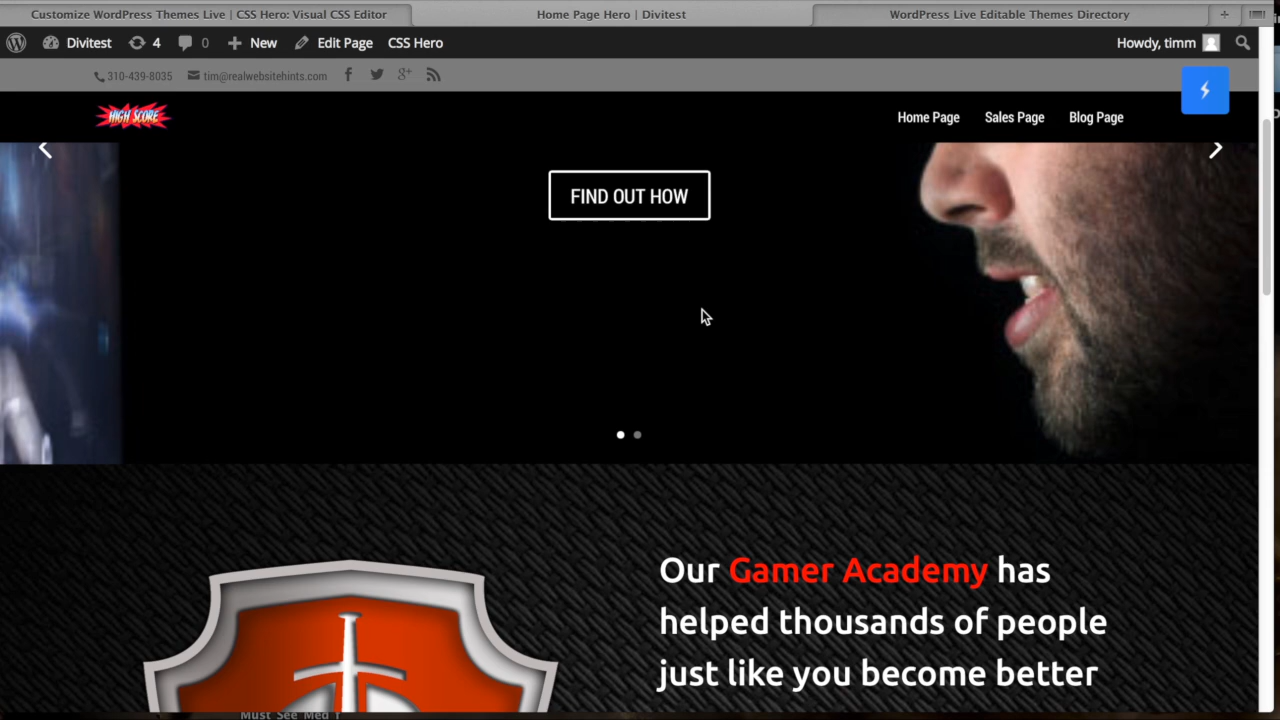 Customize WordPress Themes Live | CSS Hero: Visual CSS Editor
Home Page Hero | Divitest
WordPress Live Editable Themes Directory
Divitest 4 0 New Edit Page CSS Hero
Howdy, timm
310-439-8035 tim@realwebsitehints.com
HIGH SCORE
Home Page Sales Page Blog Page
FIND OUT HOW
Our Gamer Academy has
helped thousands of people
just like you become better